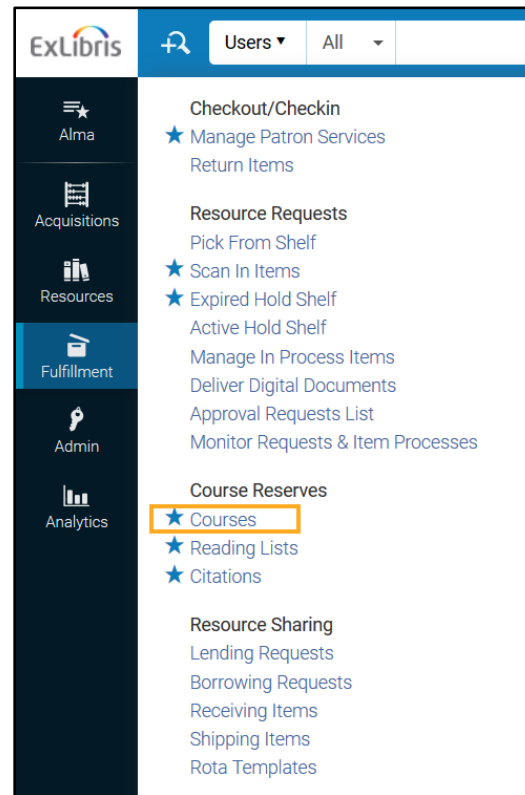 ExLibris
Users All
Alma
Acquisitions
Resources
Fulfillment
Admin
Analytics
Checkout/Checkin
Manage Patron Services
Return Items
Resource Requests
Pick From Shelf
Scan In Items
Expired Hold Shelf
Active Hold Shelf
Manage In Process Items
Deliver Digital Documents
Approval Requests List
Monitor Requests & Item Processes
Course Reserves
Courses
Reading Lists
Citations
Resource Sharing
Lending Requests
Borrowing Requests
Receiving Items
Shipping Items
Rota Templates